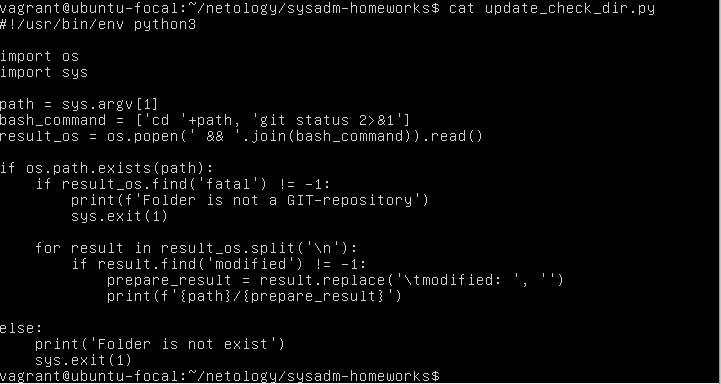 vagrant@ubuntu-focal:~/netology/sysadm-homeworks$ cat update_check_dir.py
#!/usr/bin/env python3

import os
import sys

path = sys.argv[1]
bash_command = ['cd '+path, 'git status 2>&1']
result_os = os.popen(' && '.join(bash_command)).read()

if os.path.exists(path):
    if result_os.find('fatal') != -1:
        print(f'Folder is not a GIT-repository')
        sys.exit(1)

    for result in result_os.split('\n'):
        if result.find('modified') != -1:
            prepare_result = result.replace('\tmodified: ', '')
            print(f'{path}/{prepare_result}')

else:
    print('Folder is not exist')
    sys.exit(1)
vagrant@ubuntu-focal:~/netology/sysadm-homeworks$